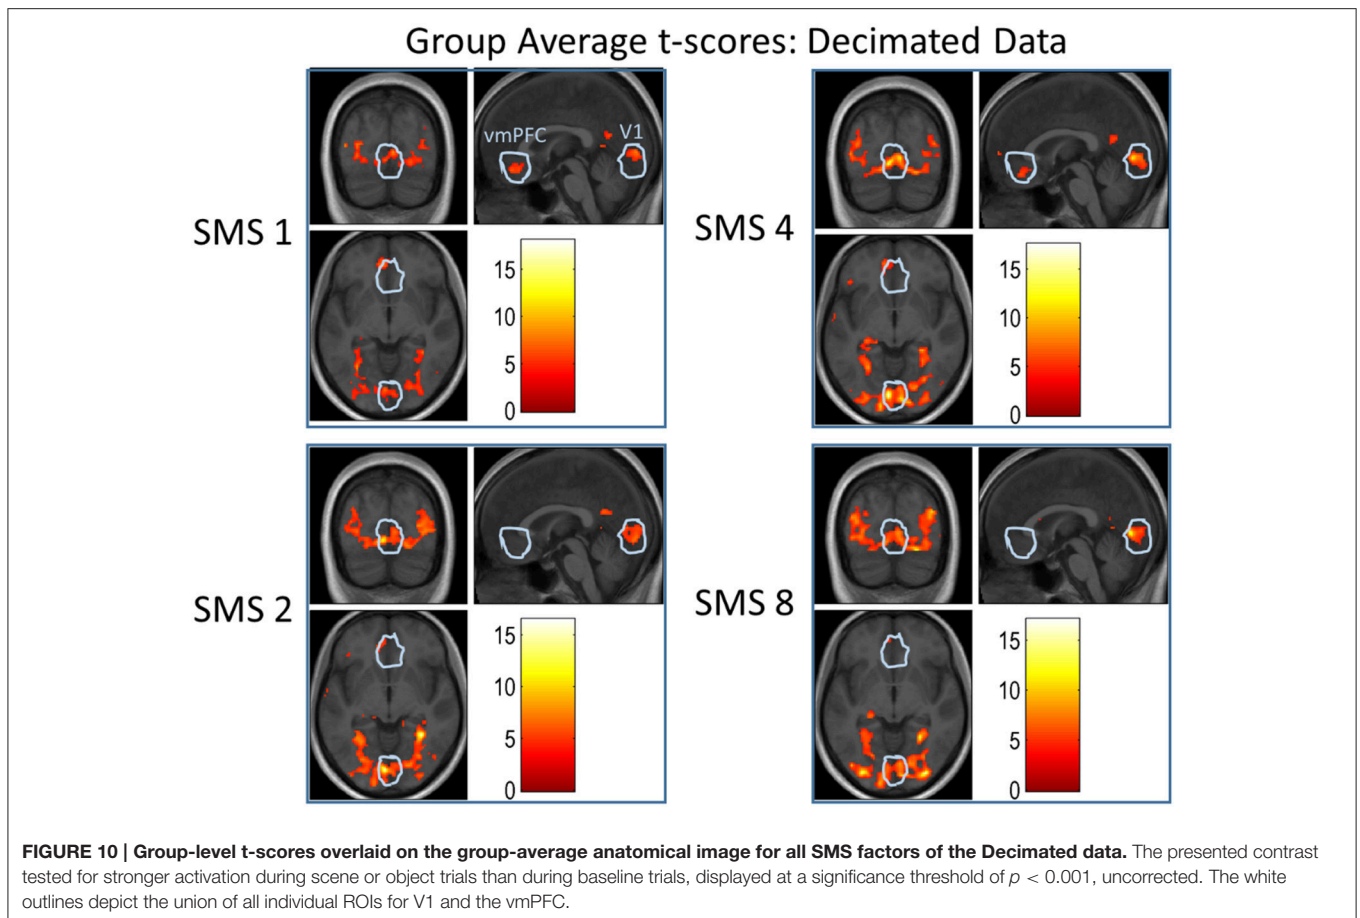 Group Average t-scores: Decimated Data
SMS 1
vmPFC
V1
15
10
5
0
SMS 4
15
10
5
0
SMS 2
15
10
5
0
SMS 8
15
10
5
0
FIGURE 10 | Group-level t-scores overlaid on the group-average anatomical image for all SMS factors of the Decimated data. The presented contrast
tested for stronger activation during scene or object trials than during baseline trials, displayed at a significance threshold of p < 0.001, uncorrected. The white
outlines depict the union of all individual ROIs for V1 and the vmPFC.